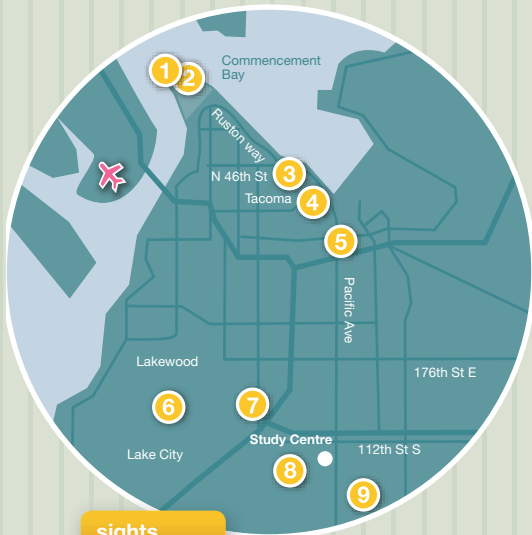 Commencement
Bay
1
2
Ruston way
3
N 46th St
Tacoma
4
5
Pacific Ave
Lakewood
176th St E
6
7
Study Centre
112th St S
Lake City
8
9
sights